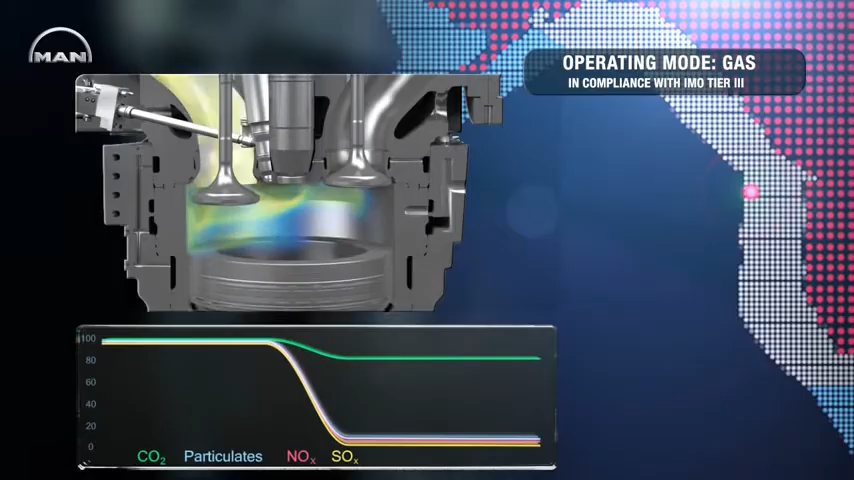 MAN
OPERATING MODE: GAS
IN COMPLIANCE WITH IMO TIER III
100
80
60
40
20
0
CO₂ Particulates NOₓ SOₓ